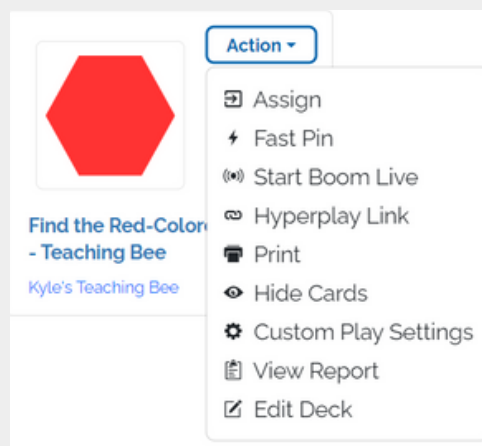 Action
Assign
Fast Pin
Start Boom Live
Hyperplay Link
Print
Hide Cards
Custom Play Settings
View Report
Edit Deck
Find the Red-Colore
- Teaching Bee
Kyle's Teaching Bee